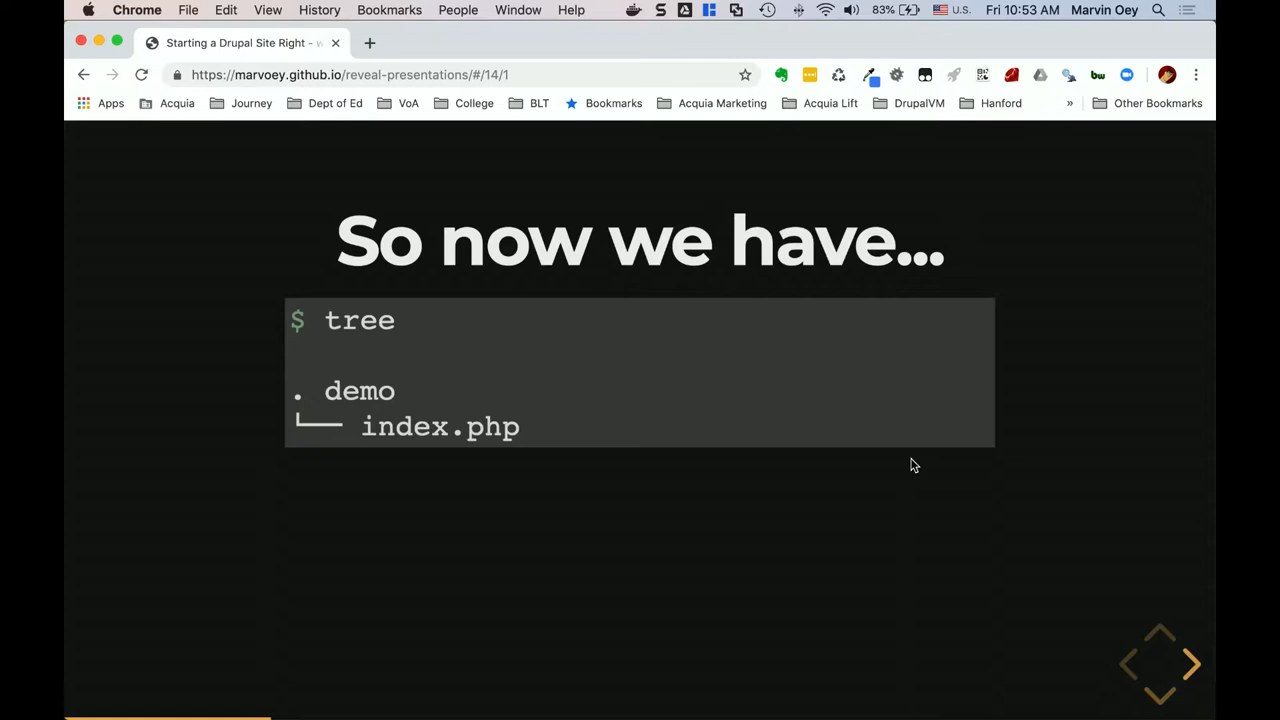 Chrome File Edit View History Bookmarks People Window Help 83% U.S. Fri 10:53 AM Marvin Oey
Starting a Drupal Site Right -
https://marvoey.github.io/reveal-presentations/#/14/1
Apps Acquia Journey Dept of Ed VoA College BLT Bookmarks Acquia Marketing Acquia Lift DrupalVM Hanford » Other Bookmarks
So now we have...
$ tree
. demo
└── index.php